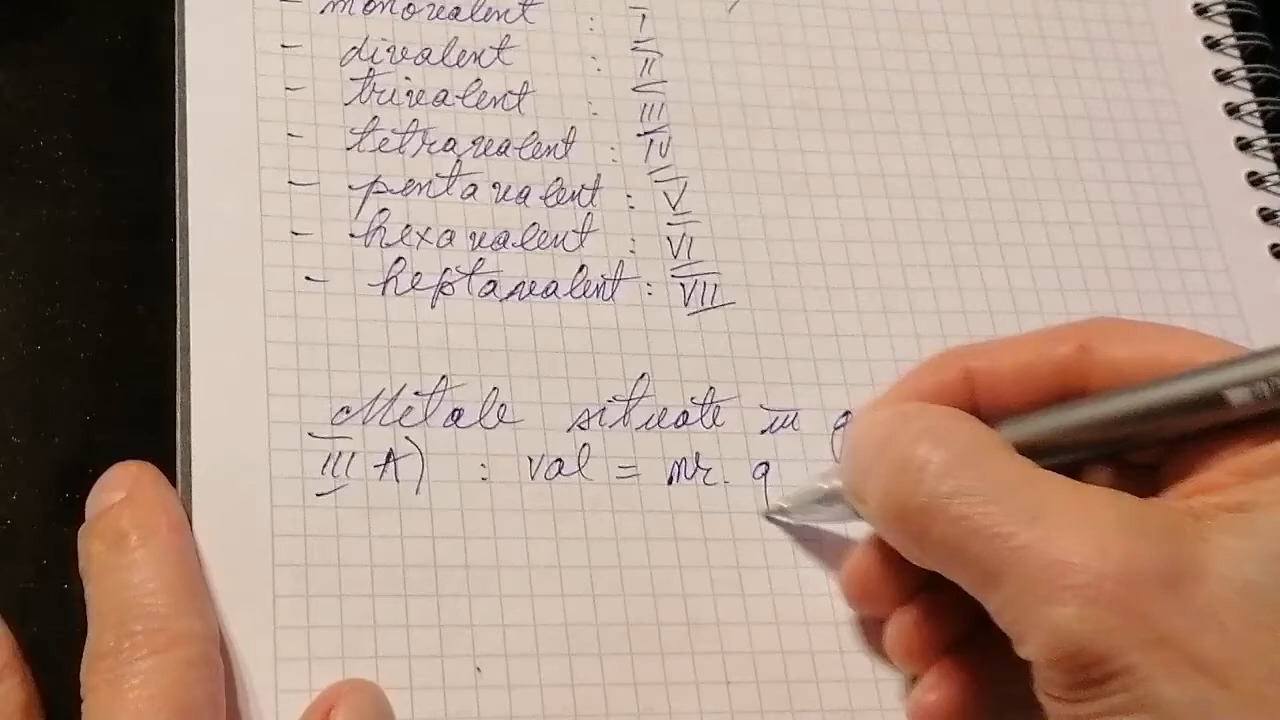 - monovalent : I
- divalent : II
- trivalent : III
- tetravalent : IV
- pentavalent : V
- hexavalent : VI
- heptavalent : VII
Metale situate în g
III A) : val = nr. g